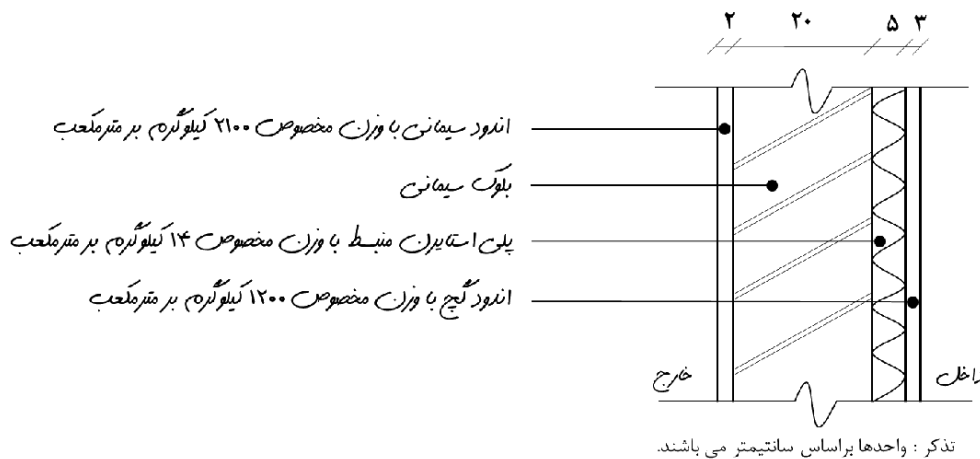 ۲ ۲۰ ۵ ۳
اندود سیمانی با وزن مخصوص ۲۱۰۰ کیلوگرم بر مترمکعب
بلوک سیمانی
پلی استایرن منبسط با وزن مخصوص ۱۴ کیلوگرم بر مترمکعب
اندود گچ با وزن مخصوص ۱۲۰۰ کیلوگرم بر مترمکعب
خارج
داخل
تذکر : واحدها براساس سانتیمتر می باشند.